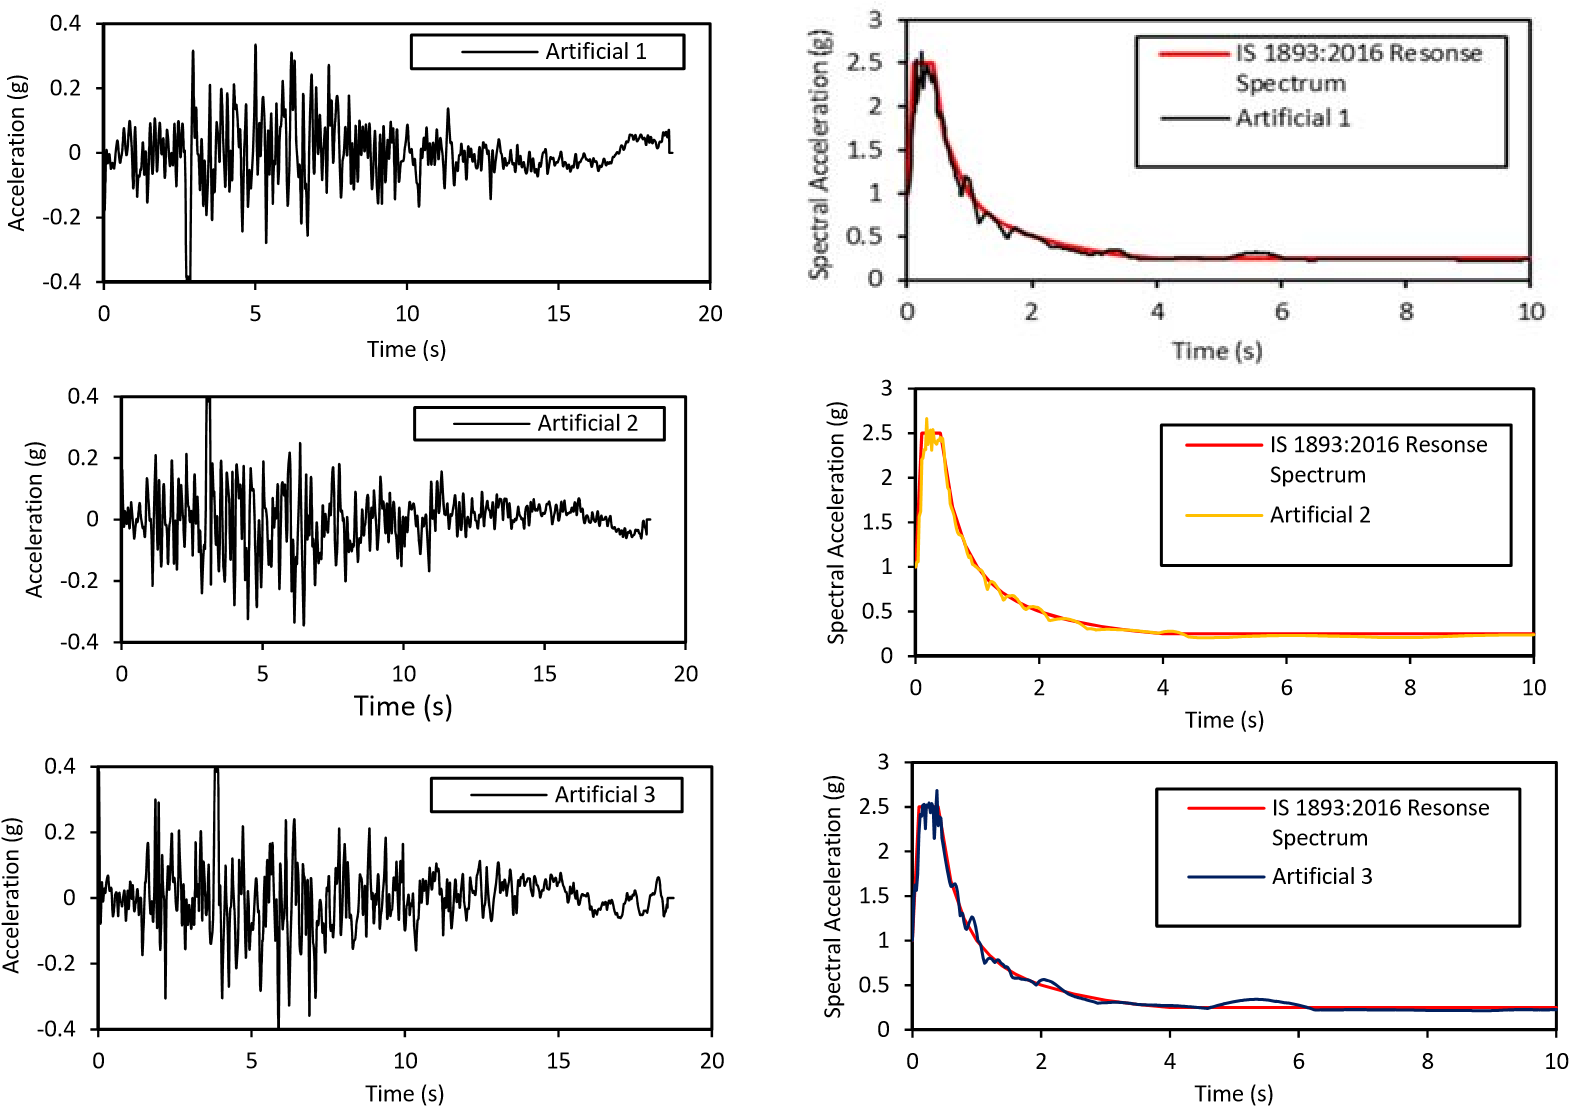 Acceleration (g)
0.4
0.2
0
-0.2
-0.4
Artificial 1
0 5 10 15 20
Time (s)
Spectral Acceleration (g)
3
2.5
2
1.5
1
0.5
0
IS 1893:2016 Resonse
Spectrum
Artificial 1
0 2 4 6 8 10
Time (s)
Acceleration (g)
0.4
0.2
0
-0.2
-0.4
Artificial 2
0 5 10 15 20
Time (s)
Spectral Acceleration (g)
3
2.5
2
1.5
1
0.5
0
IS 1893:2016 Resonse
Spectrum
Artificial 2
0 2 4 6 8 10
Time (s)
Acceleration (g)
0.4
0.2
0
-0.2
-0.4
Artificial 3
0 5 10 15 20
Time (s)
Spectral Acceleration (g)
3
2.5
2
1.5
1
0.5
0
IS 1893:2016 Resonse
Spectrum
Artificial 3
0 2 4 6 8 10
Time (s)